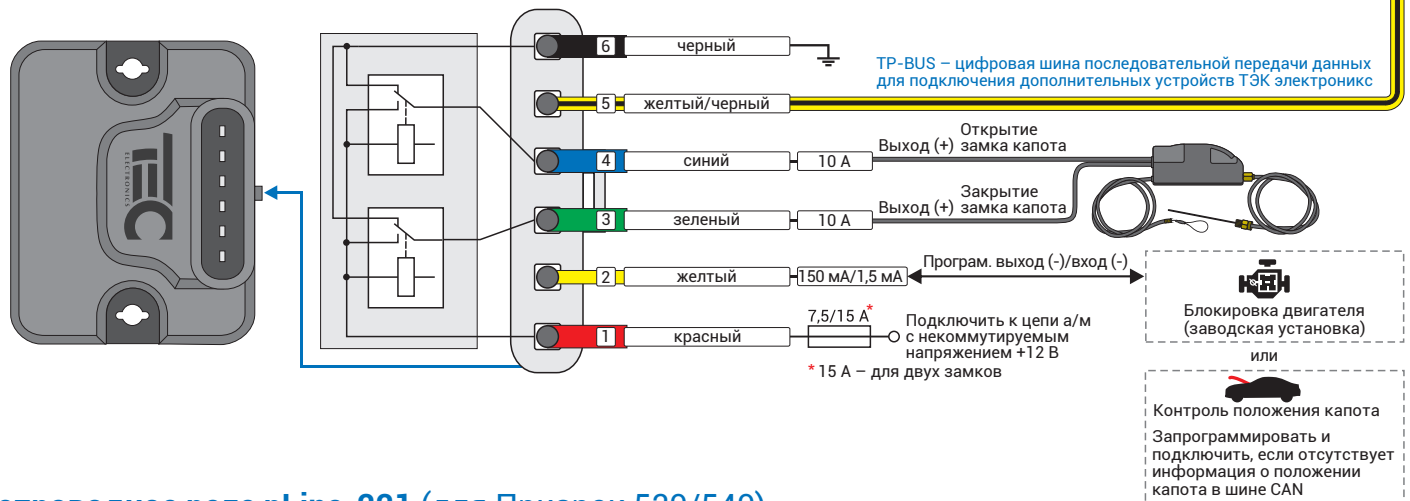 TEC
ELECTRONICS
6 черный
TP-BUS – цифровая шина последовательной передачи данных
для подключения дополнительных устройств ТЭК электроникс
5 желтый/черный
Открытие
Выход (+) замка капота
4 синий 10 А
Закрытие
Выход (+) замка капота
3 зеленый 10 А
Програм. выход (-)/вход (-)
2 желтый 150 мА/1,5 мА
Блокировка двигателя
(заводская установка)
или
7,5/15 А*
1 красный
Подключить к цепи а/м
с некоммутируемым
напряжением +12 В
* 15 А – для двух замков
Контроль положения капота
Запрограммировать и
подключить, если отсутствует
информация о положении
капота в шине CAN